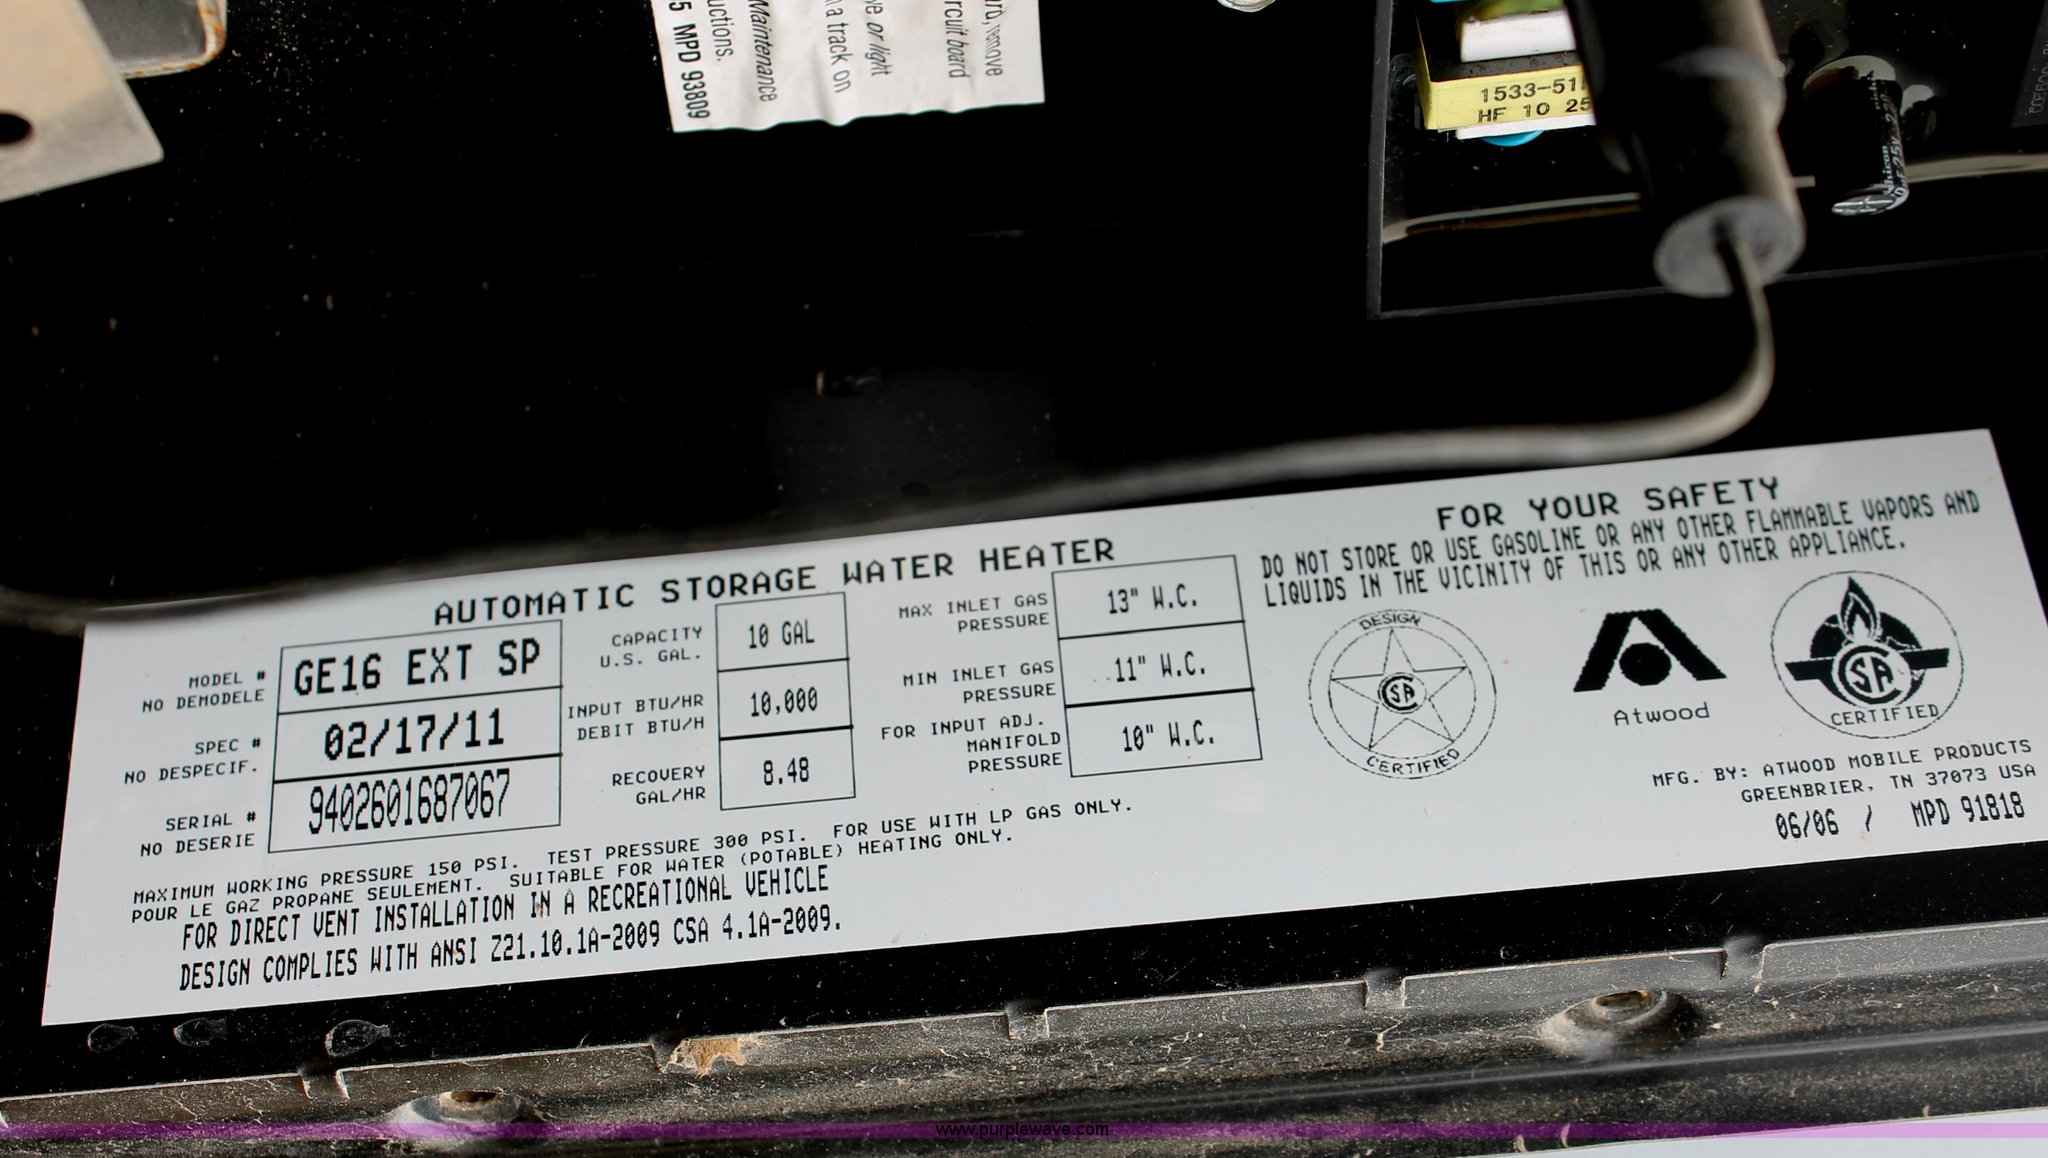 uctions.
5 MPD 93809
Maintenance
a track on
or light
rcuit board
remove
1533-51
HF 10 25
AUTOMATIC STORAGE WATER HEATER
MODEL #
NO DEMODELE
GE16 EXT SP
SPEC #
NO DESPECIF.
02/17/11
SERIAL #
NO DESERIE
9402601687067
CAPACITY
U.S. GAL.
10 GAL
INPUT BTU/HR
DEBIT BTU/H
10,000
RECOVERY
GAL/HR
8.48
MAX INLET GAS
PRESSURE
13" W.C.
MIN INLET GAS
PRESSURE
11" W.C.
FOR INPUT ADJ.
MANIFOLD
PRESSURE
10" W.C.
MAXIMUM WORKING PRESSURE 150 PSI. TEST PRESSURE 300 PSI. FOR USE WITH LP GAS ONLY.
POUR LE GAZ PROPANE SEULEMENT. SUITABLE FOR WATER (POTABLE) HEATING ONLY.
FOR DIRECT VENT INSTALLATION IN A RECREATIONAL VEHICLE
DESIGN COMPLIES WITH ANSI Z21.10.1A-2009 CSA 4.1A-2009.
FOR YOUR SAFETY
DO NOT STORE OR USE GASOLINE OR ANY OTHER FLAMMABLE VAPORS AND
LIQUIDS IN THE VICINITY OF THIS OR ANY OTHER APPLIANCE.
DESIGN
CSA
CERTIFIED
Atwood
CSA
CERTIFIED
MFG. BY: ATWOOD MOBILE PRODUCTS
GREENBRIER, TN 37073 USA
06/06 / MPD 91818
www.purplewave.com